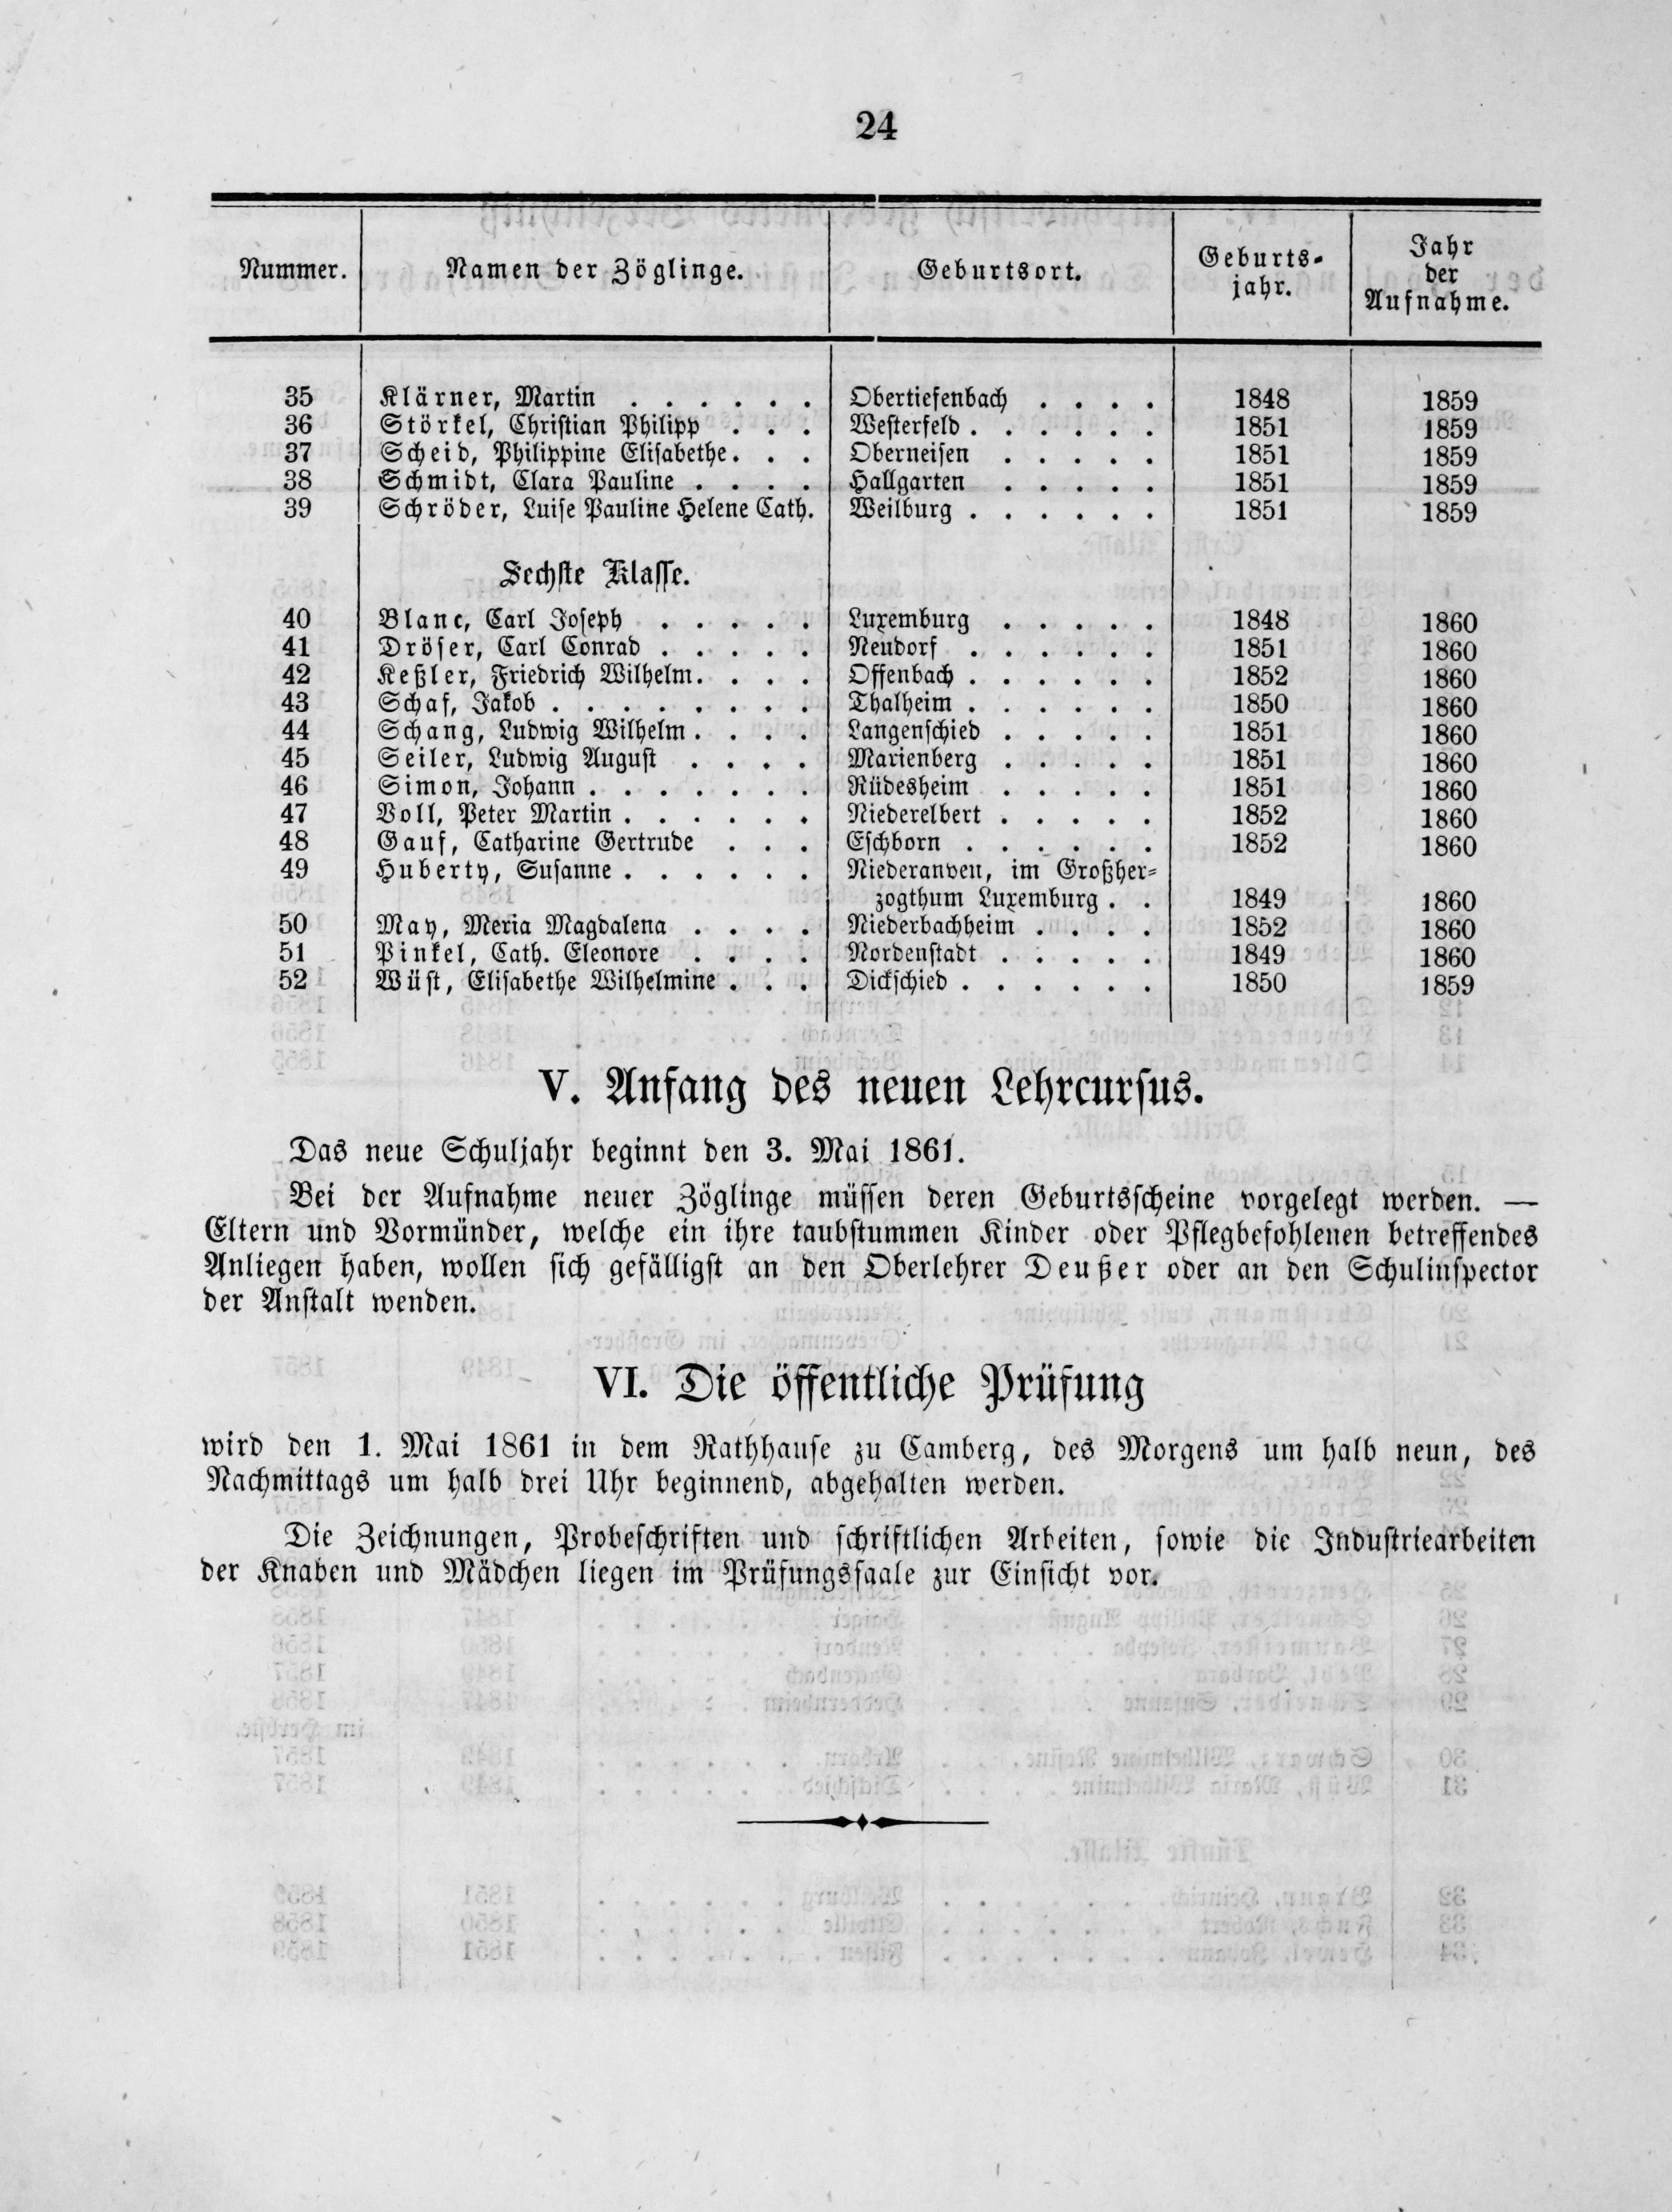 24
Nummer. Namen der Zöglinge. Geburtsort. Geburts-jahr. Jahr der Aufnahme.
35 Klärner, Martin . . . . . . Obertiefenbach . . . . 1848 1859
36 Störkel, Christian Philipp . . . Westerfeld . . . . . . 1851 1859
37 Scheid, Philippine Elisabethe . . . Oberneisen . . . . . 1851 1859
38 Schmidt, Clara Pauline . . . . Hallgarten . . . . . 1851 1859
39 Schröder, Luise Pauline Helene Cath. Weilburg . . . . . . 1851 1859
Sechste Klasse.
40 Blanc, Carl Joseph . . . . . Luxemburg . . . . . 1848 1860
41 Dröser, Carl Conrad . . . . . Neudorf . . . . . . 1851 1860
42 Keßler, Friedrich Wilhelm . . . . Offenbach . . . . . . 1852 1860
43 Schaf, Jakob . . . . . . . . Thalheim . . . . . . 1850 1860
44 Schang, Ludwig Wilhelm . . . . Langenschied . . . . . 1851 1860
45 Seiler, Ludwig August . . . . Marienberg . . . . . 1851 1860
46 Simon, Johann . . . . . . . Rüdesheim . . . . . 1851 1860
47 Voll, Peter Martin . . . . . . Niederelbert . . . . . 1852 1860
48 Gauf, Catharine Gertrude . . . Eschborn . . . . . . 1852 1860
49 Huberty, Susanne . . . . . . Niederanven, im Großher-
zogthum Luxemburg . . 1849 1860
50 May, Meria Magdalena . . . . Niederbachheim . . . . 1852 1860
51 Pinkel, Cath. Eleonore . . . . Nordenstadt . . . . . 1849 1860
52 Wüst, Elisabethe Wilhelmine . . . Dickschied . . . . . . 1850 1859
V. Anfang des neuen Lehrcursus.
Das neue Schuljahr beginnt den 3. Mai 1861.
Bei der Aufnahme neuer Zöglinge müssen deren Geburtsscheine vorgelegt werden. —
Eltern und Vormünder, welche ein ihre taubstummen Kinder oder Pflegbefohlenen betreffendes
Anliegen haben, wollen sich gefälligst an den Oberlehrer Deußer oder an den Schulinspector
der Anstalt wenden.
VI. Die öffentliche Prüfung
wird den 1. Mai 1861 in dem Rathhause zu Camberg, des Morgens um halb neun, des
Nachmittags um halb drei Uhr beginnend, abgehalten werden.
Die Zeichnungen, Probeschriften und schriftlichen Arbeiten, sowie die Industriearbeiten
der Knaben und Mädchen liegen im Prüfungssaale zur Einsicht vor.